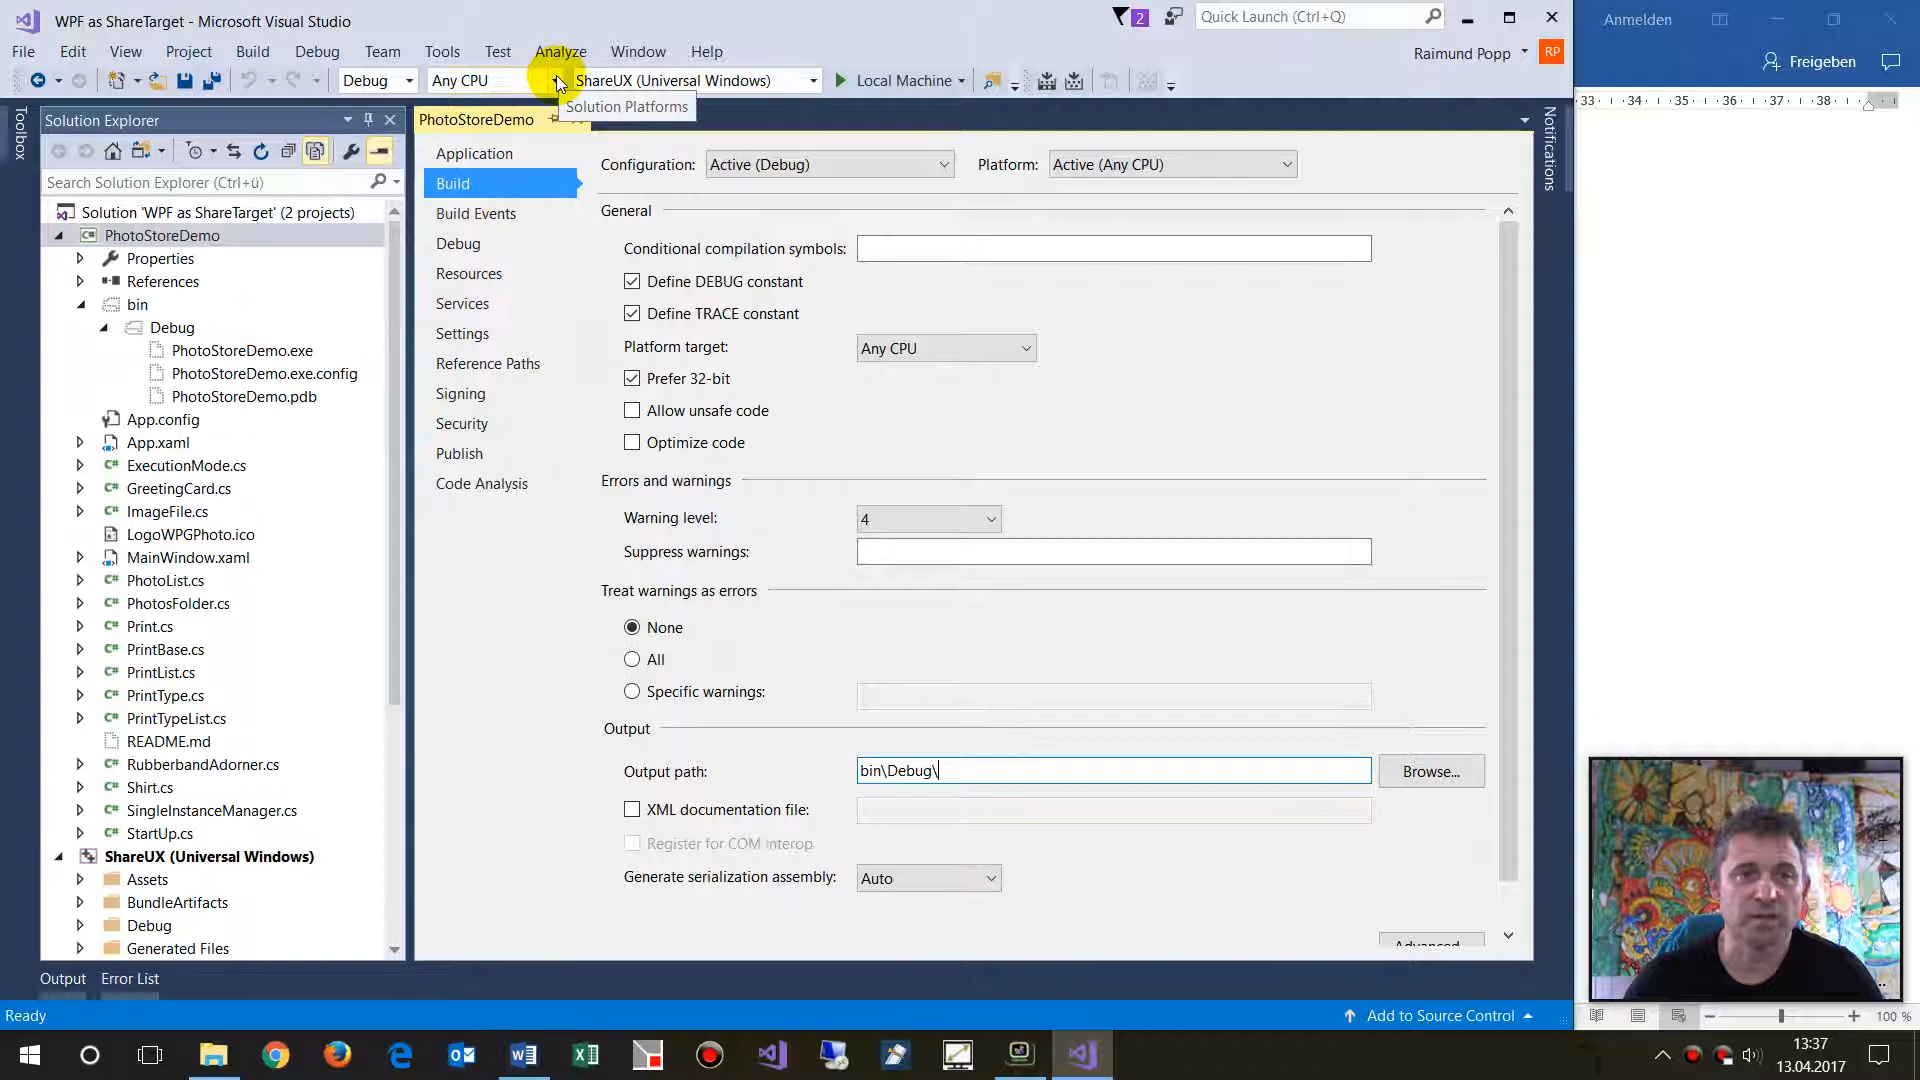 WPF as ShareTarget - Microsoft Visual Studio
2
Quick Launch (Ctrl+Q)
Anmelden
File Edit View Project Build Debug Team Tools Test Analyze Window Help
Raimund Popp RP
Freigeben
Debug Any CPU ShareUX (Universal Windows) Local Machine
Solution Platforms
33 34 35 36 37 38
Toolbox
Solution Explorer
Search Solution Explorer (Ctrl+ü)
Solution 'WPF as ShareTarget' (2 projects)
PhotoStoreDemo
Properties
References
bin
Debug
PhotoStoreDemo.exe
PhotoStoreDemo.exe.config
PhotoStoreDemo.pdb
App.config
App.xaml
ExecutionMode.cs
GreetingCard.cs
ImageFile.cs
LogoWPGPhoto.ico
MainWindow.xaml
PhotoList.cs
PhotosFolder.cs
Print.cs
PrintBase.cs
PrintList.cs
PrintType.cs
PrintTypeList.cs
README.md
RubberbandAdorner.cs
Shirt.cs
SingleInstanceManager.cs
StartUp.cs
ShareUX (Universal Windows)
Assets
BundleArtifacts
Debug
Generated Files
PhotoStoreDemo
Application
Build
Build Events
Debug
Resources
Services
Settings
Reference Paths
Signing
Security
Publish
Code Analysis
Configuration: Active (Debug) Platform: Active (Any CPU)
General
Conditional compilation symbols:
Define DEBUG constant
Define TRACE constant
Platform target: Any CPU
Prefer 32-bit
Allow unsafe code
Optimize code
Errors and warnings
Warning level: 4
Suppress warnings:
Treat warnings as errors
None
All
Specific warnings:
Output
Output path: bin\Debug\ Browse...
XML documentation file:
Register for COM interop
Generate serialization assembly: Auto
Advanced...
Notifications
Output Error List
Ready
Add to Source Control
100 %
13:37
13.04.2017